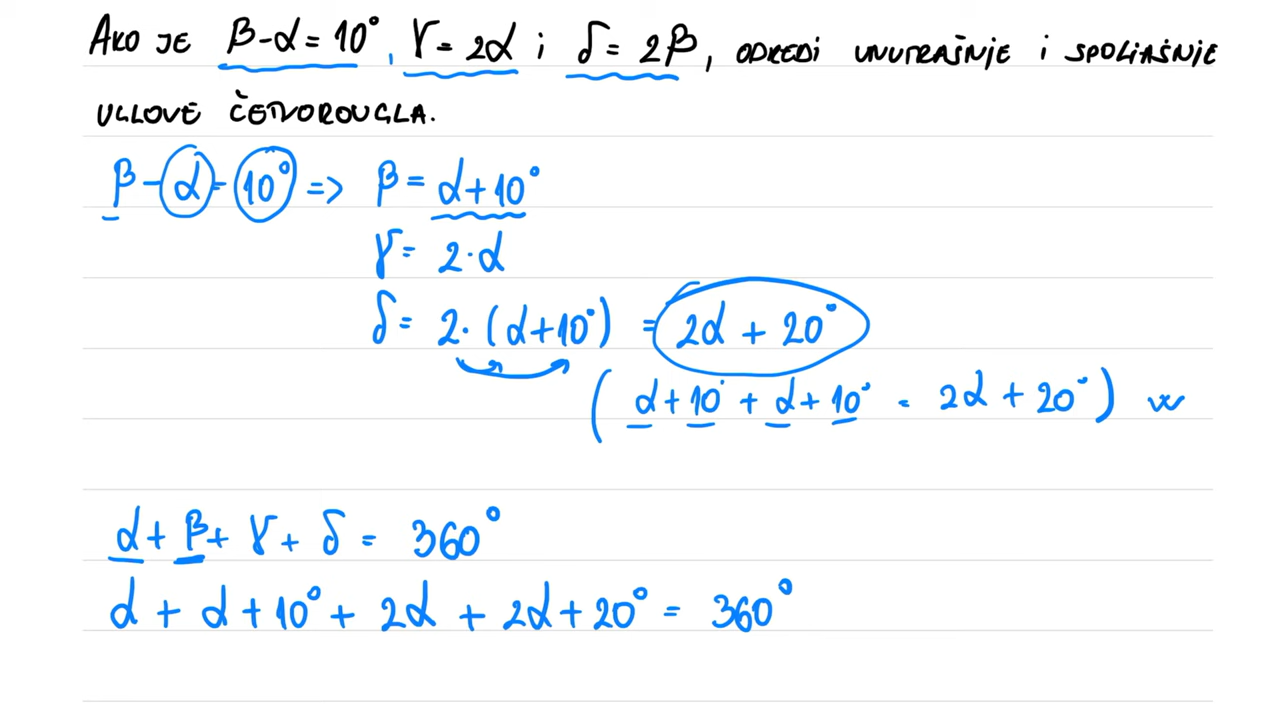 AKO JE β-α=10°, γ=2α i δ=2β, ODREDI UNUTRAŠNJE I SPOLJAŠNJE
UGLOVE ČETVOROUGLA.
β-α=10° => β= α+10°
γ= 2·α
δ= 2·(α+10°) = 2α + 20°
(α+10°+α+10° = 2α+20°)
α+β+γ+δ= 360°
α+α+10°+2α+2α+20°= 360°